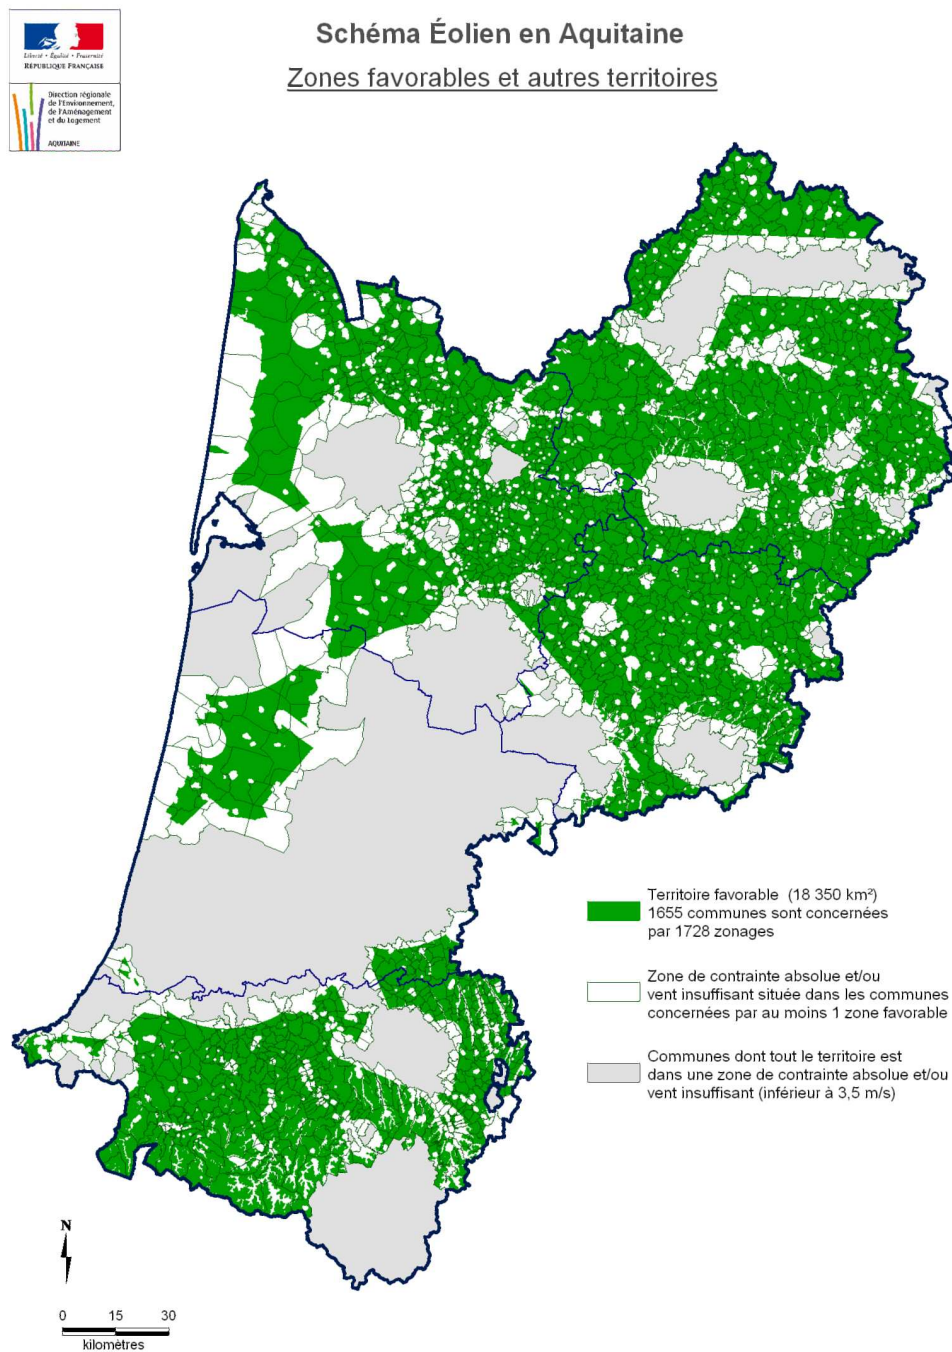 Schéma Éolien en Aquitaine
Zones favorables et autres territoires
Liberté • Égalité • Fraternité
RÉPUBLIQUE FRANÇAISE
Direction régionale
de l'Environnement,
de l'Aménagement
et du Logement
AQUITAINE
Territoire favorable (18 350 km²)
1655 communes sont concernées
par 1728 zonages
Zone de contrainte absolue et/ou
vent insuffisant située dans les communes
concernées par au moins 1 zone favorable
Communes dont tout le territoire est
dans une zone de contrainte absolue et/ou
vent insuffisant (inférieur à 3,5 m/s)
N
0 15 30
kilomètres